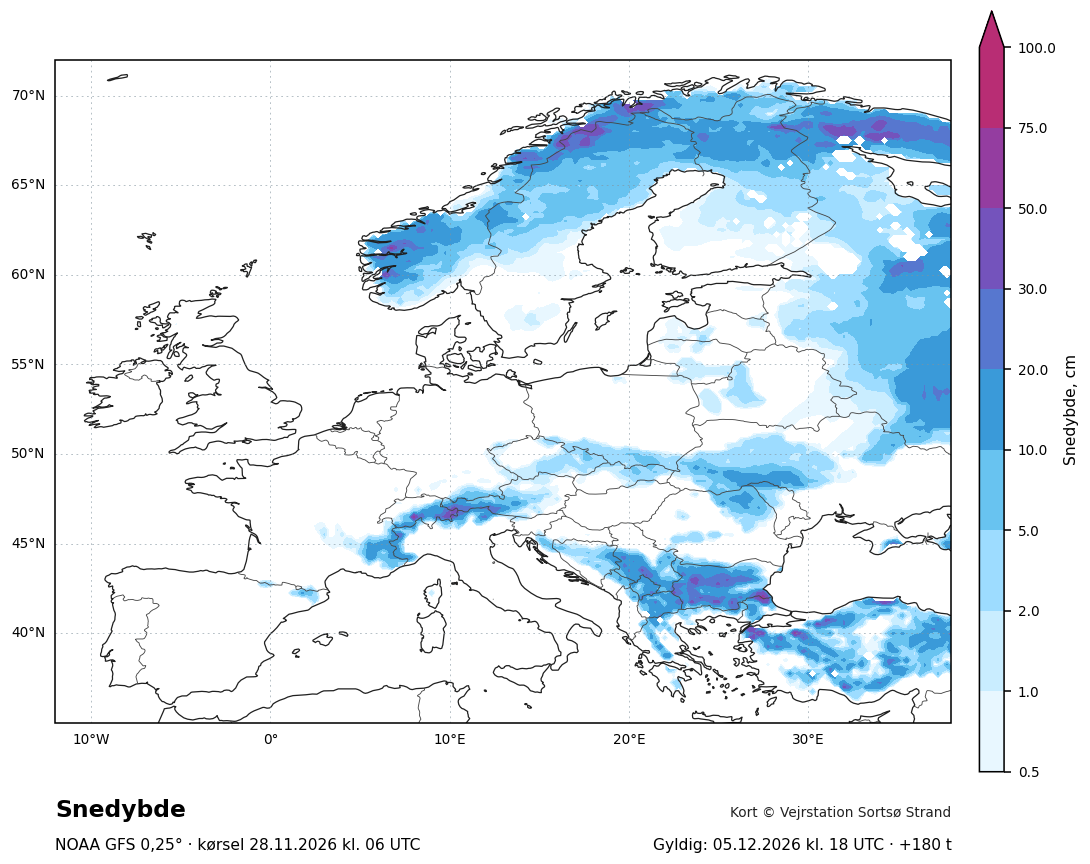 100.0
75.0
50.0
30.0
20.0
10.0
5.0
2.0
1.0
0.5
Snedybde, cm
70°N
65°N
60°N
55°N
50°N
45°N
40°N
10°W
0°
10°E
20°E
30°E
Snedybde
Kort © Vejrstation Sortsø Strand
NOAA GFS 0,25° · kørsel 28.11.2026 kl. 06 UTC
Gyldig: 05.12.2026 kl. 18 UTC · +180 t